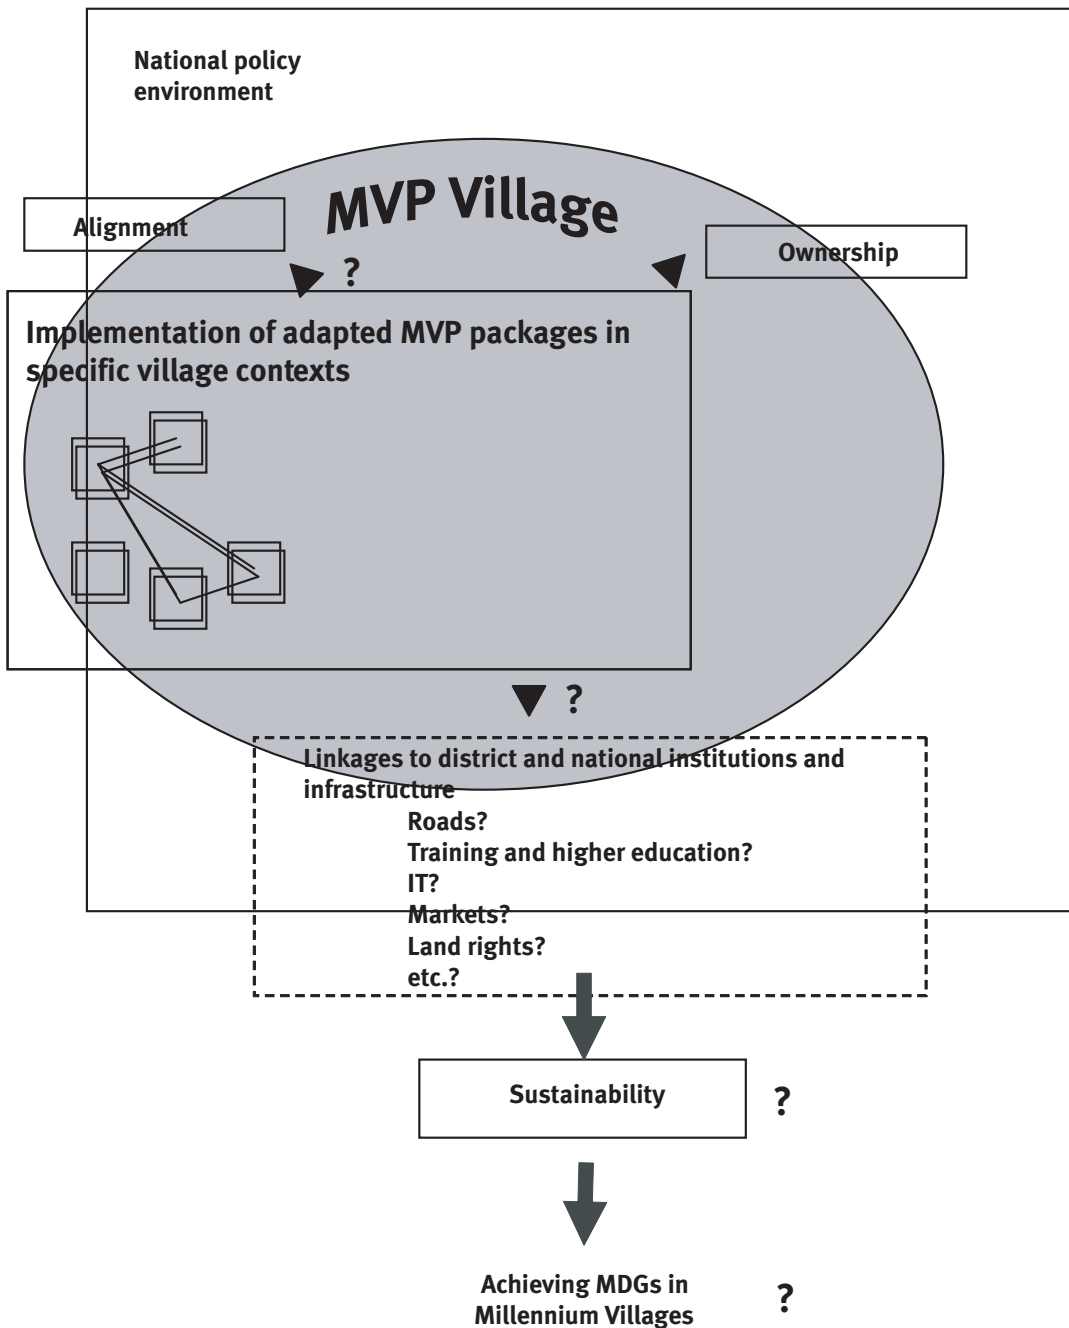 National policy
environment
MVP Village
Alignment
?
Ownership
Implementation of adapted MVP packages in
specific village contexts
?
Linkages to district and national institutions and
infrastructure
Roads?
Training and higher education?
IT?
Markets?
Land rights?
etc.?
Sustainability
?
Achieving MDGs in
Millennium Villages
?